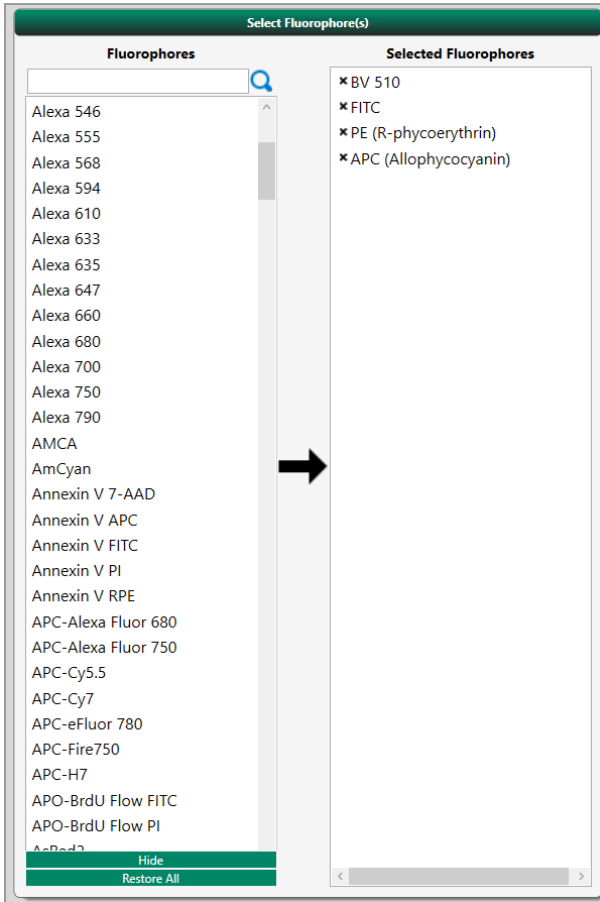 Select Fluorophore(s)
Fluorophores
Alexa 546
Alexa 555
Alexa 568
Alexa 594
Alexa 610
Alexa 633
Alexa 635
Alexa 647
Alexa 660
Alexa 680
Alexa 700
Alexa 750
Alexa 790
AMCA
AmCyan
Annexin V 7-AAD
Annexin V APC
Annexin V FITC
Annexin V PI
Annexin V RPE
APC-Alexa Fluor 680
APC-Alexa Fluor 750
APC-Cy5.5
APC-Cy7
APC-eFluor 780
APC-Fire750
APC-H7
APO-BrdU Flow FITC
APO-BrdU Flow PI
Hide
Restore All
Selected Fluorophores
BV 510
FITC
PE (R-phycoerythrin)
APC (Allophycocyanin)